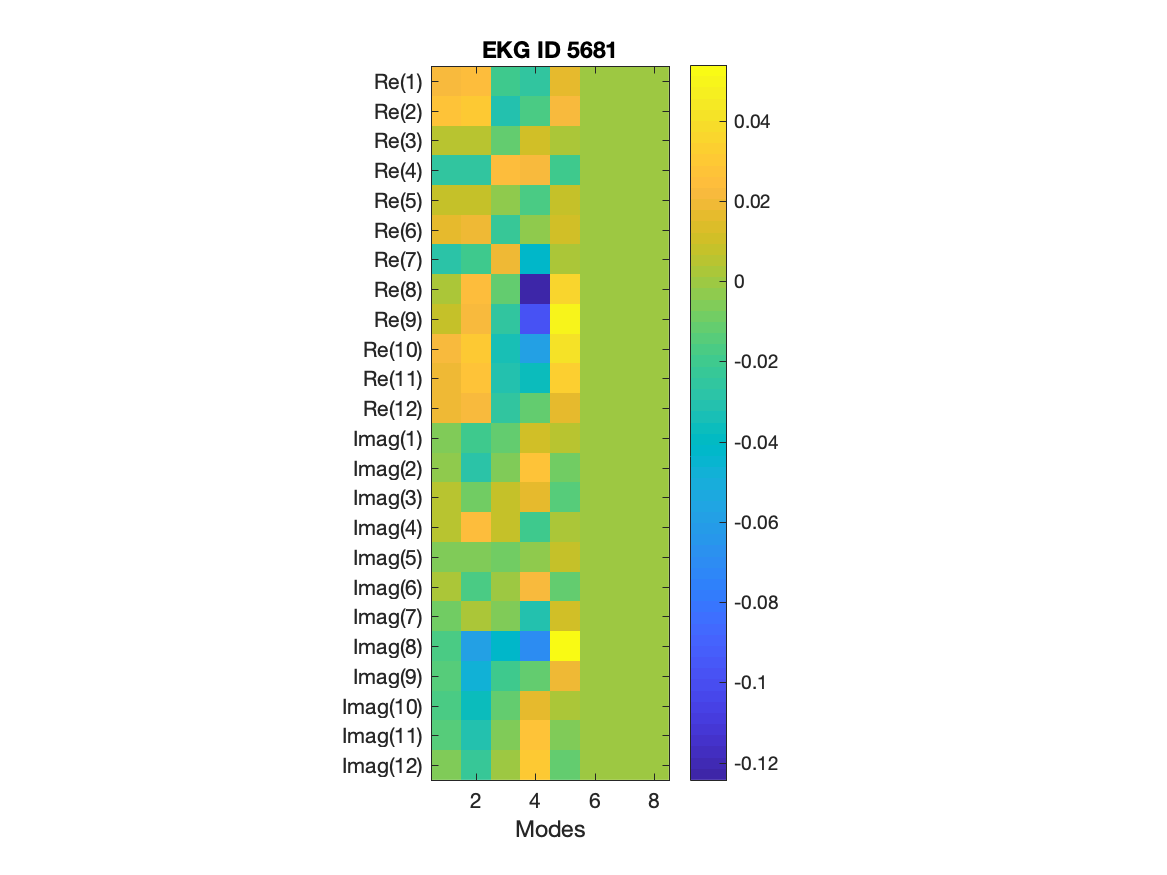 EKG ID 5681
Re(1)
Re(2)
Re(3)
Re(4)
Re(5)
Re(6)
Re(7)
Re(8)
Re(9)
Re(10)
Re(11)
Re(12)
Imag(1)
Imag(2)
Imag(3)
Imag(4)
Imag(5)
Imag(6)
Imag(7)
Imag(8)
Imag(9)
Imag(10)
Imag(11)
Imag(12)
2 4 6 8
Modes
0.04
0.02
0
-0.02
-0.04
-0.06
-0.08
-0.1
-0.12